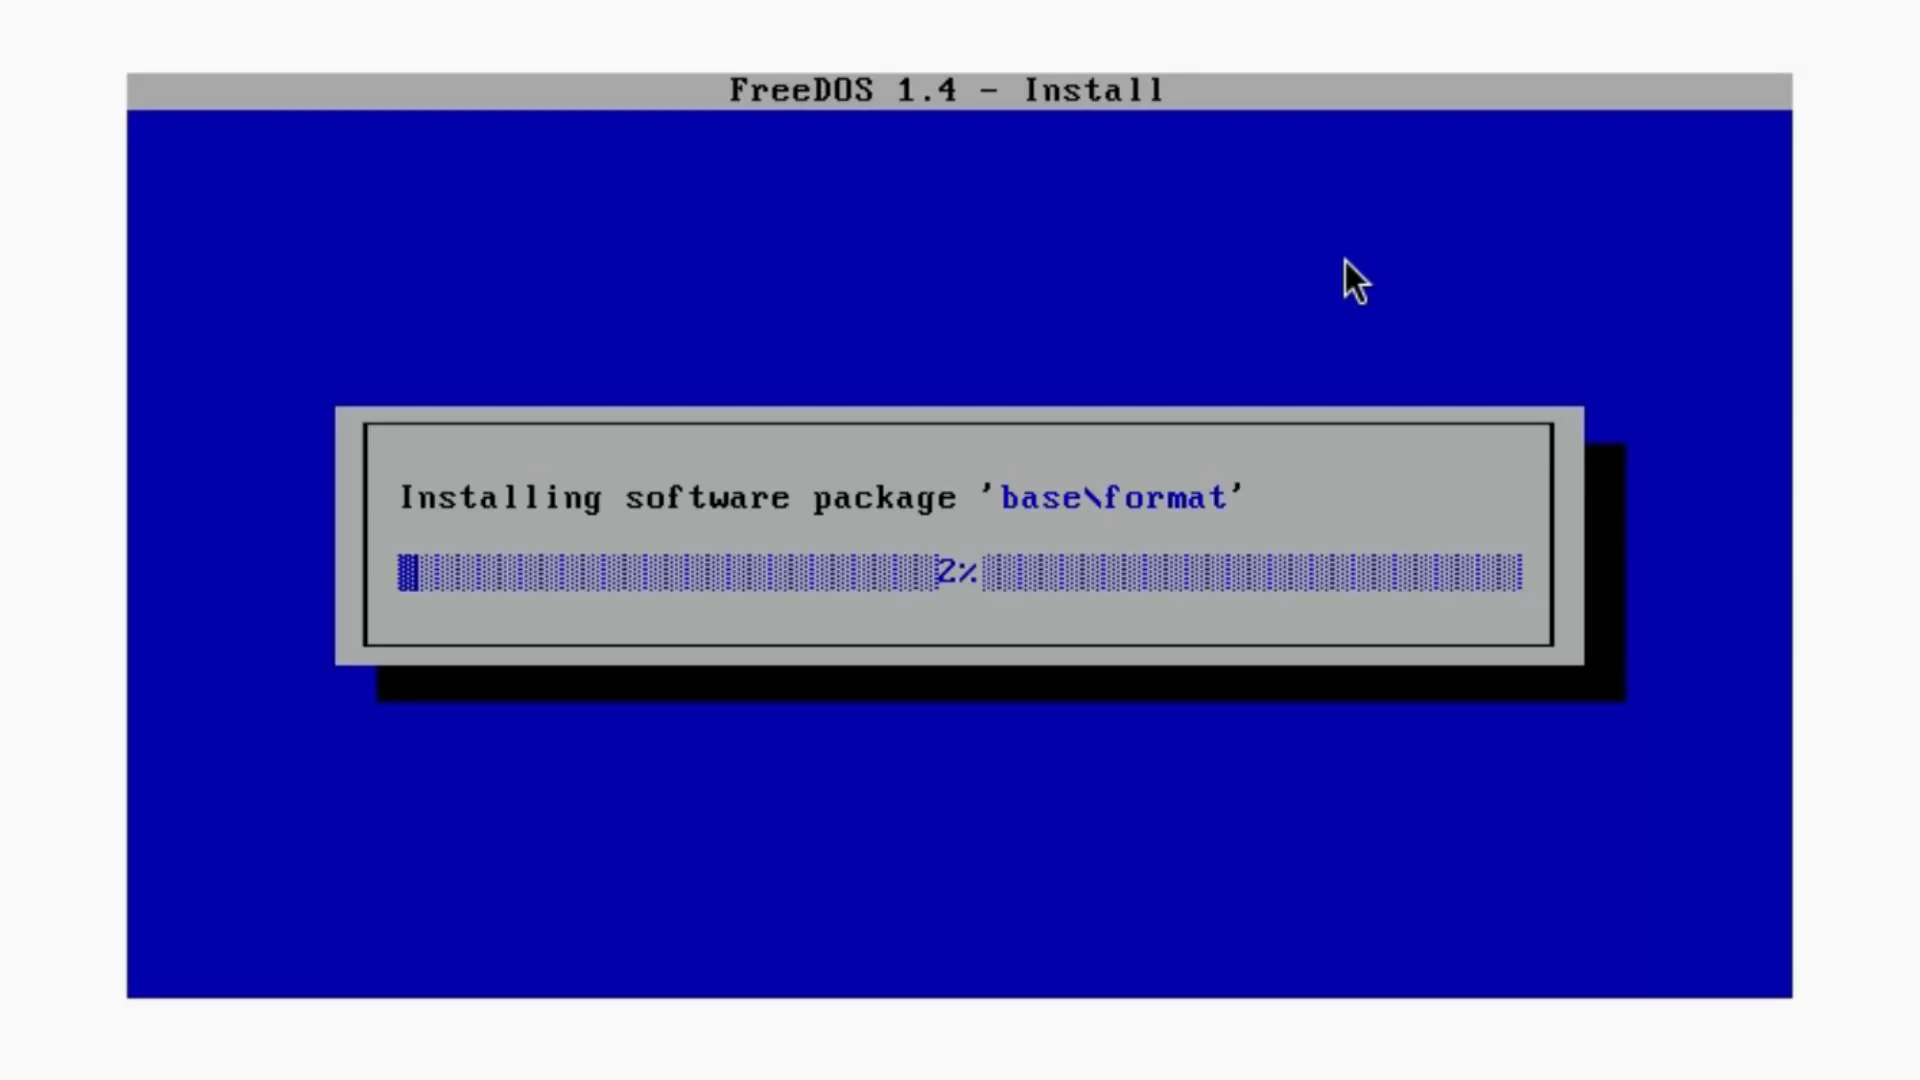 FreeDOS 1.4 - Install
Installing software package 'base\format'
2%